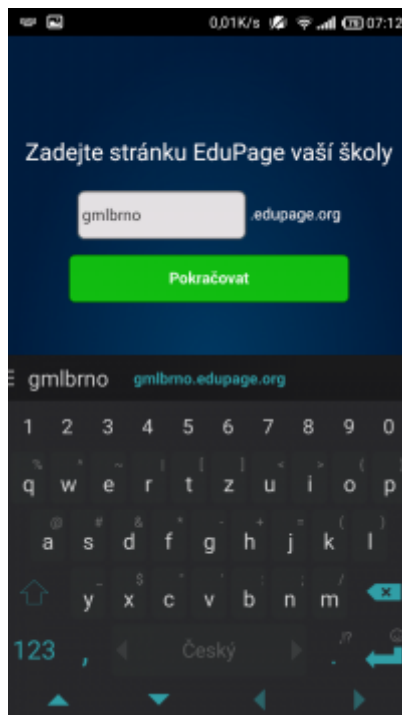 0,01K/s 79 07:12
Zadejte stránku EduPage vaší školy
gmlbrno .edupage.org
Pokračovat
gmlbrno gmlbrno.edupage.org
1 2 3 4 5 6 7 8 9 0
q w e r t z u i o p
@ # & * - + = ( )
a s d f g h j k l
y x c v b n m
123 , Český . ,!?